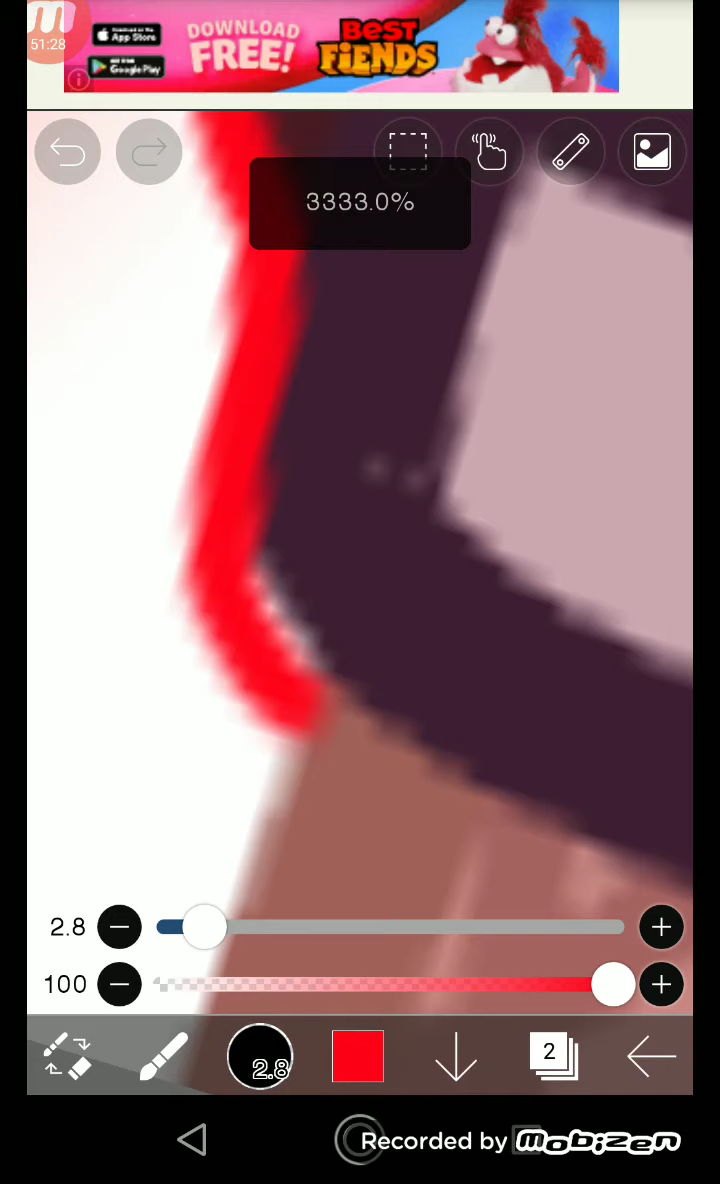 51:28
Download on the
App Store
GET IT ON
Google Play
DOWNLOAD
FREE!
BEST
FIENDS
3333.0%
2.8
100
2.8
2
Recorded by Mobizen